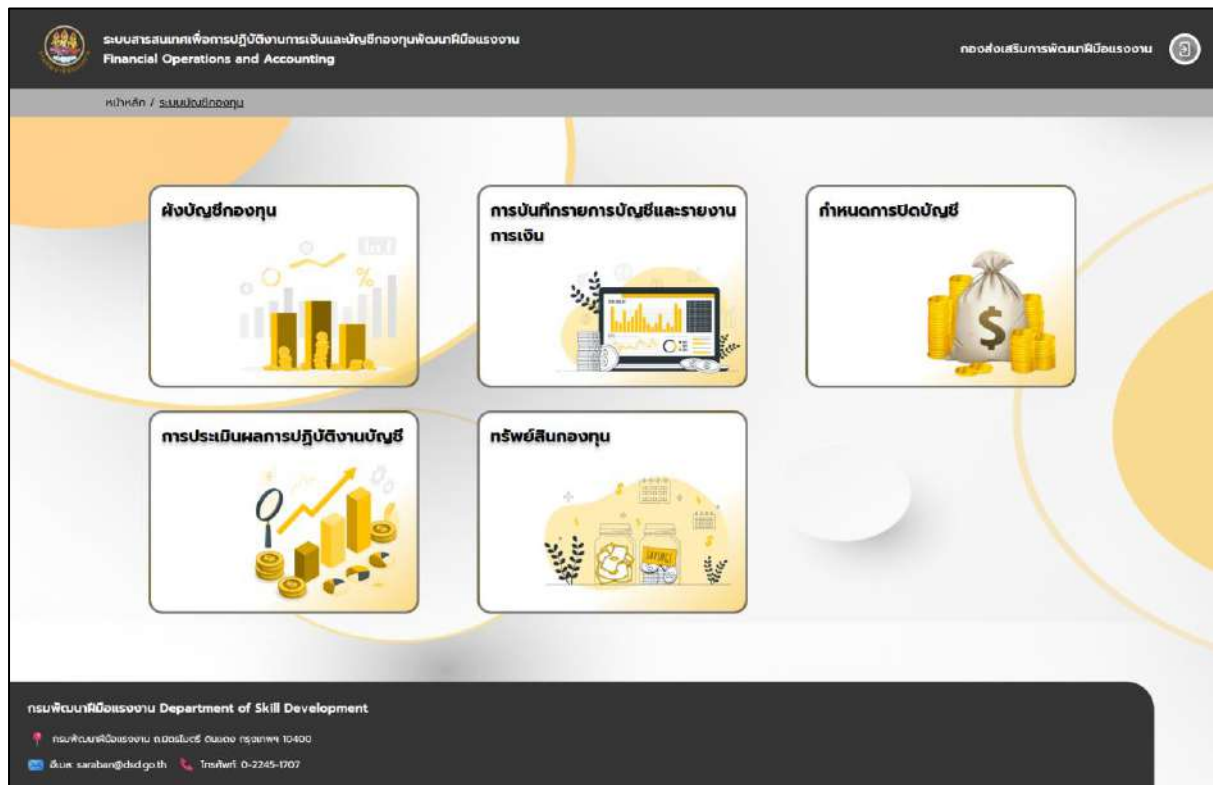 ระบบสารสนเทศเพื่อการปฏิบัติงานการเงินและบัญชีกองทุนพัฒนาฝีมือแรงงาน
Financial Operations and Accounting
กองส่งเสริมการพัฒนาฝีมือแรงงาน
หน้าหลัก / ระบบบัญชีกองทุน
ผังบัญชีกองทุน
การบันทึกรายการบัญชีและรายงาน
การเงิน
กำหนดการปิดบัญชี
การประเมินผลการปฏิบัติงานบัญชี
ทรัพย์สินกองทุน
SAVINGS
กรมพัฒนาฝีมือแรงงาน Department of Skill Development
กรมพัฒนาฝีมือแรงงาน ถ.มิตรไมตรี ดินแดง กรุงเทพฯ 10400
อีเมล: saraban@dsd.go.th โทรศัพท์ 0-2245-1707